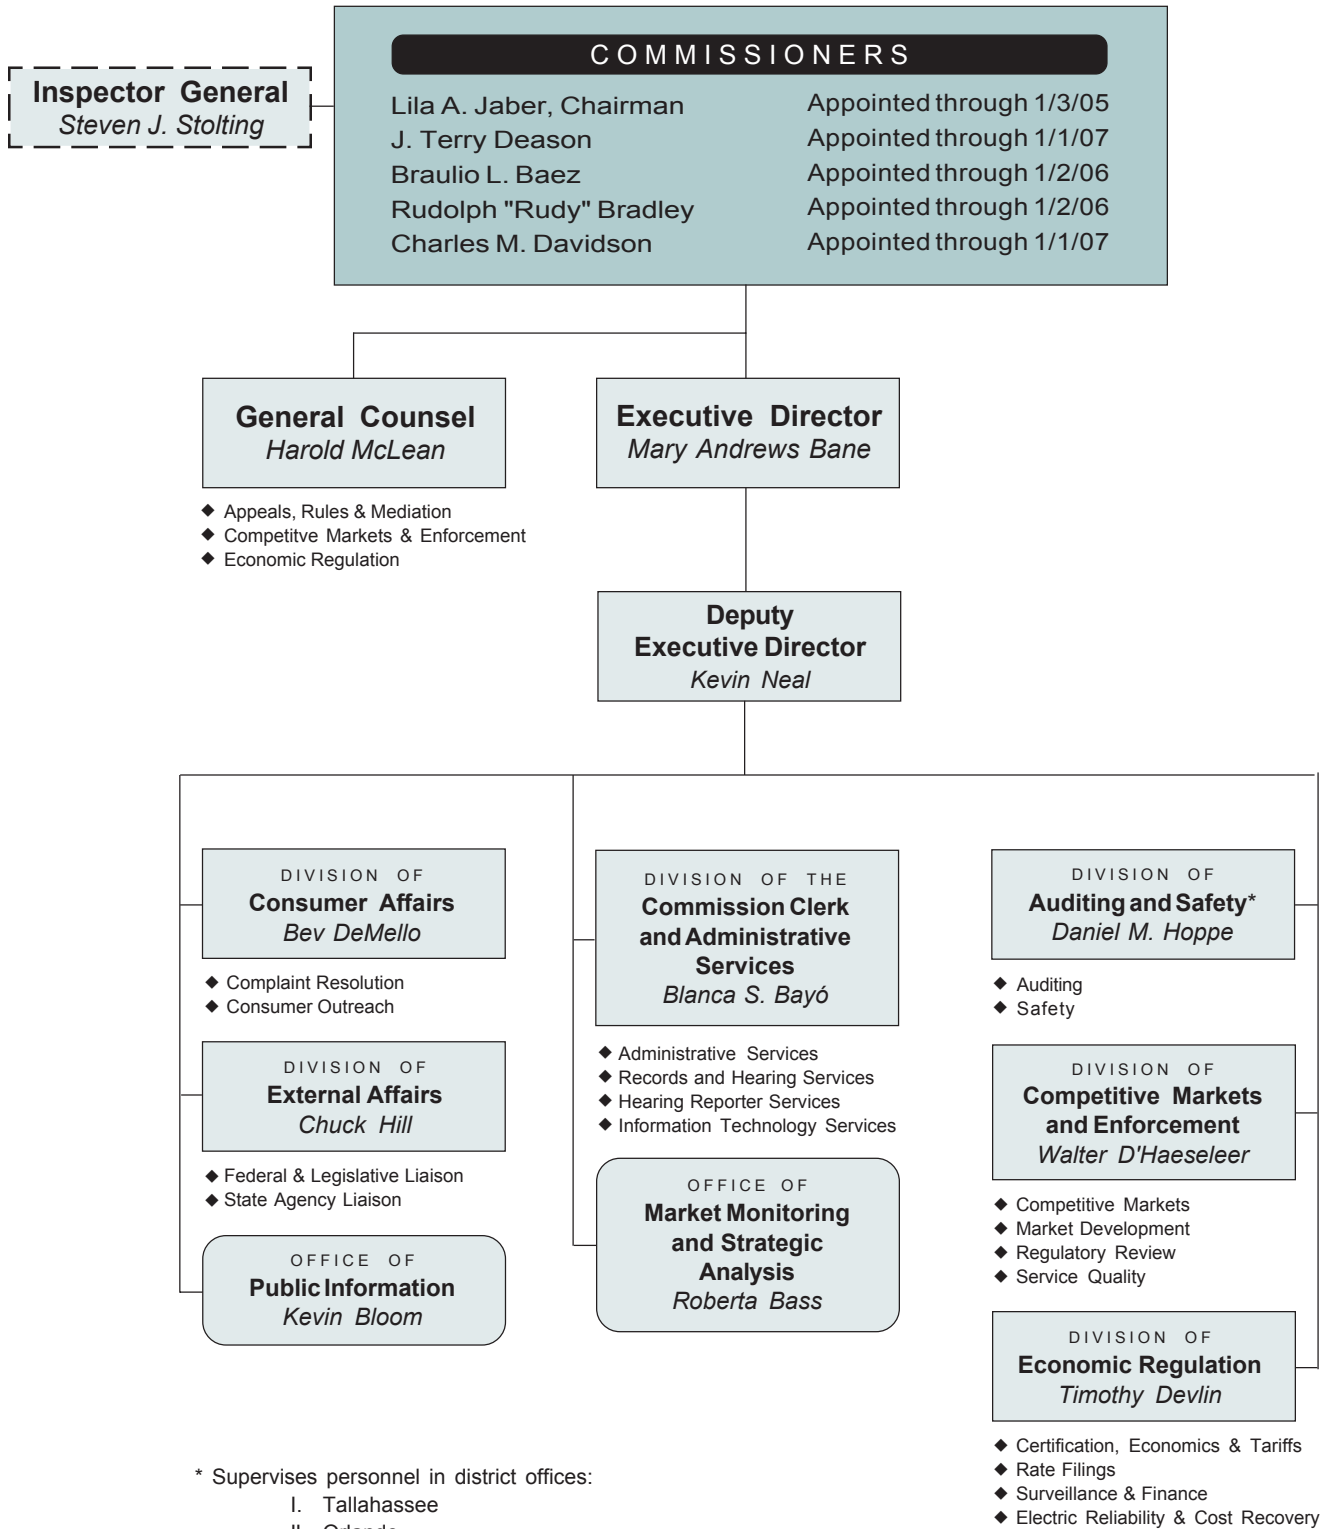 COMMISSIONERS
Inspector General
Steven J. Stolting
Lila A. Jaber, Chairman Appointed through 1/3/05
J. Terry Deason Appointed through 1/1/07
Braulio L. Baez Appointed through 1/2/06
Rudolph "Rudy" Bradley Appointed through 1/2/06
Charles M. Davidson Appointed through 1/1/07
General Counsel
Harold McLean
◆ Appeals, Rules & Mediation
◆ Competitve Markets & Enforcement
◆ Economic Regulation
Executive Director
Mary Andrews Bane
Deputy
Executive Director
Kevin Neal
DIVISION OF
Consumer Affairs
Bev DeMello
◆ Complaint Resolution
◆ Consumer Outreach
DIVISION OF
External Affairs
Chuck Hill
◆ Federal & Legislative Liaison
◆ State Agency Liaison
OFFICE OF
Public Information
Kevin Bloom
DIVISION OF THE
Commission Clerk
and Administrative
Services
Blanca S. Bayó
◆ Administrative Services
◆ Records and Hearing Services
◆ Hearing Reporter Services
◆ Information Technology Services
OFFICE OF
Market Monitoring
and Strategic
Analysis
Roberta Bass
DIVISION OF
Auditing and Safety*
Daniel M. Hoppe
◆ Auditing
◆ Safety
DIVISION OF
Competitive Markets
and Enforcement
Walter D'Haeseleer
◆ Competitive Markets
◆ Market Development
◆ Regulatory Review
◆ Service Quality
DIVISION OF
Economic Regulation
Timothy Devlin
◆ Certification, Economics & Tariffs
◆ Rate Filings
◆ Surveillance & Finance
◆ Electric Reliability & Cost Recovery
* Supervises personnel in district offices:
I. Tallahassee
II. Orlando